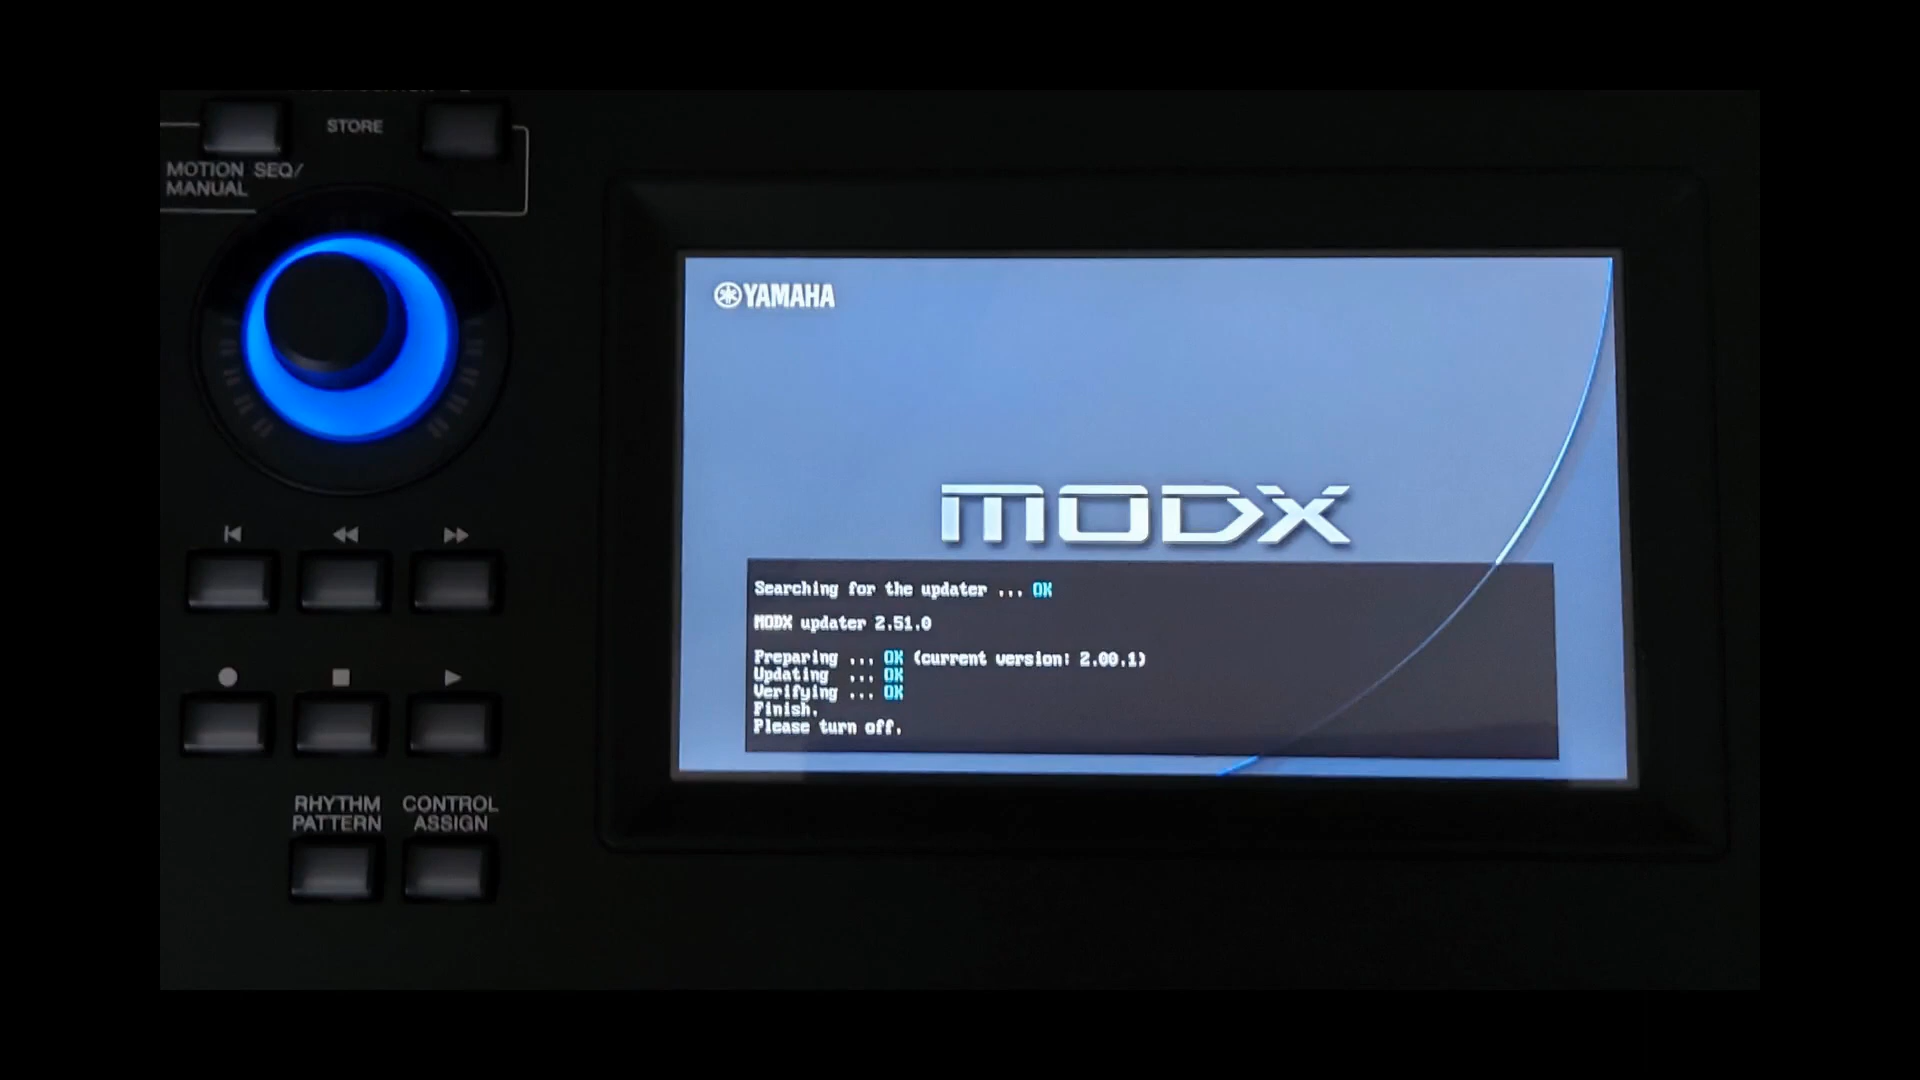 STORE
MOTION SEQ/
MANUAL
YAMAHA
MODX
Searching for the updater ... OK
MODX updater 2.51.0
Preparing ... OK (current version: 2.00.1)
Updating ... OK
Verifying ... OK
Finish.
Please turn off.
RHYTHM
PATTERN
CONTROL
ASSIGN